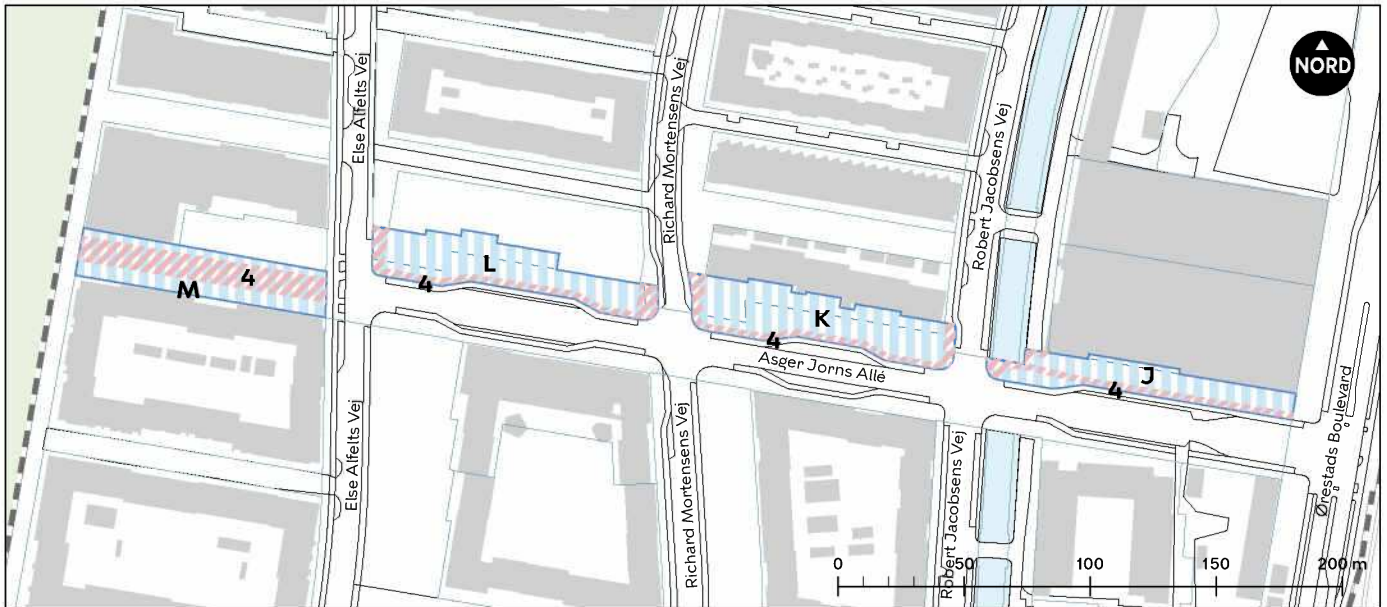 NORD
Else Alfelts Vej
Richard Mortensens Vej
Robert Jacobsens Vej
4
M
L
4
K
4
Asger Jorns Allé
J
4
Ørestads Boulevard
Else Alfelts Vej
Richard Mortensens Vej
Robert Jacobsens Vej
0 50 100 150 200 m